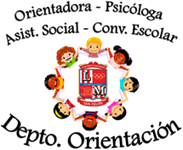 Orientadora - Psicóloga
Asist. Social - Conv. Escolar
Depto. Orientación